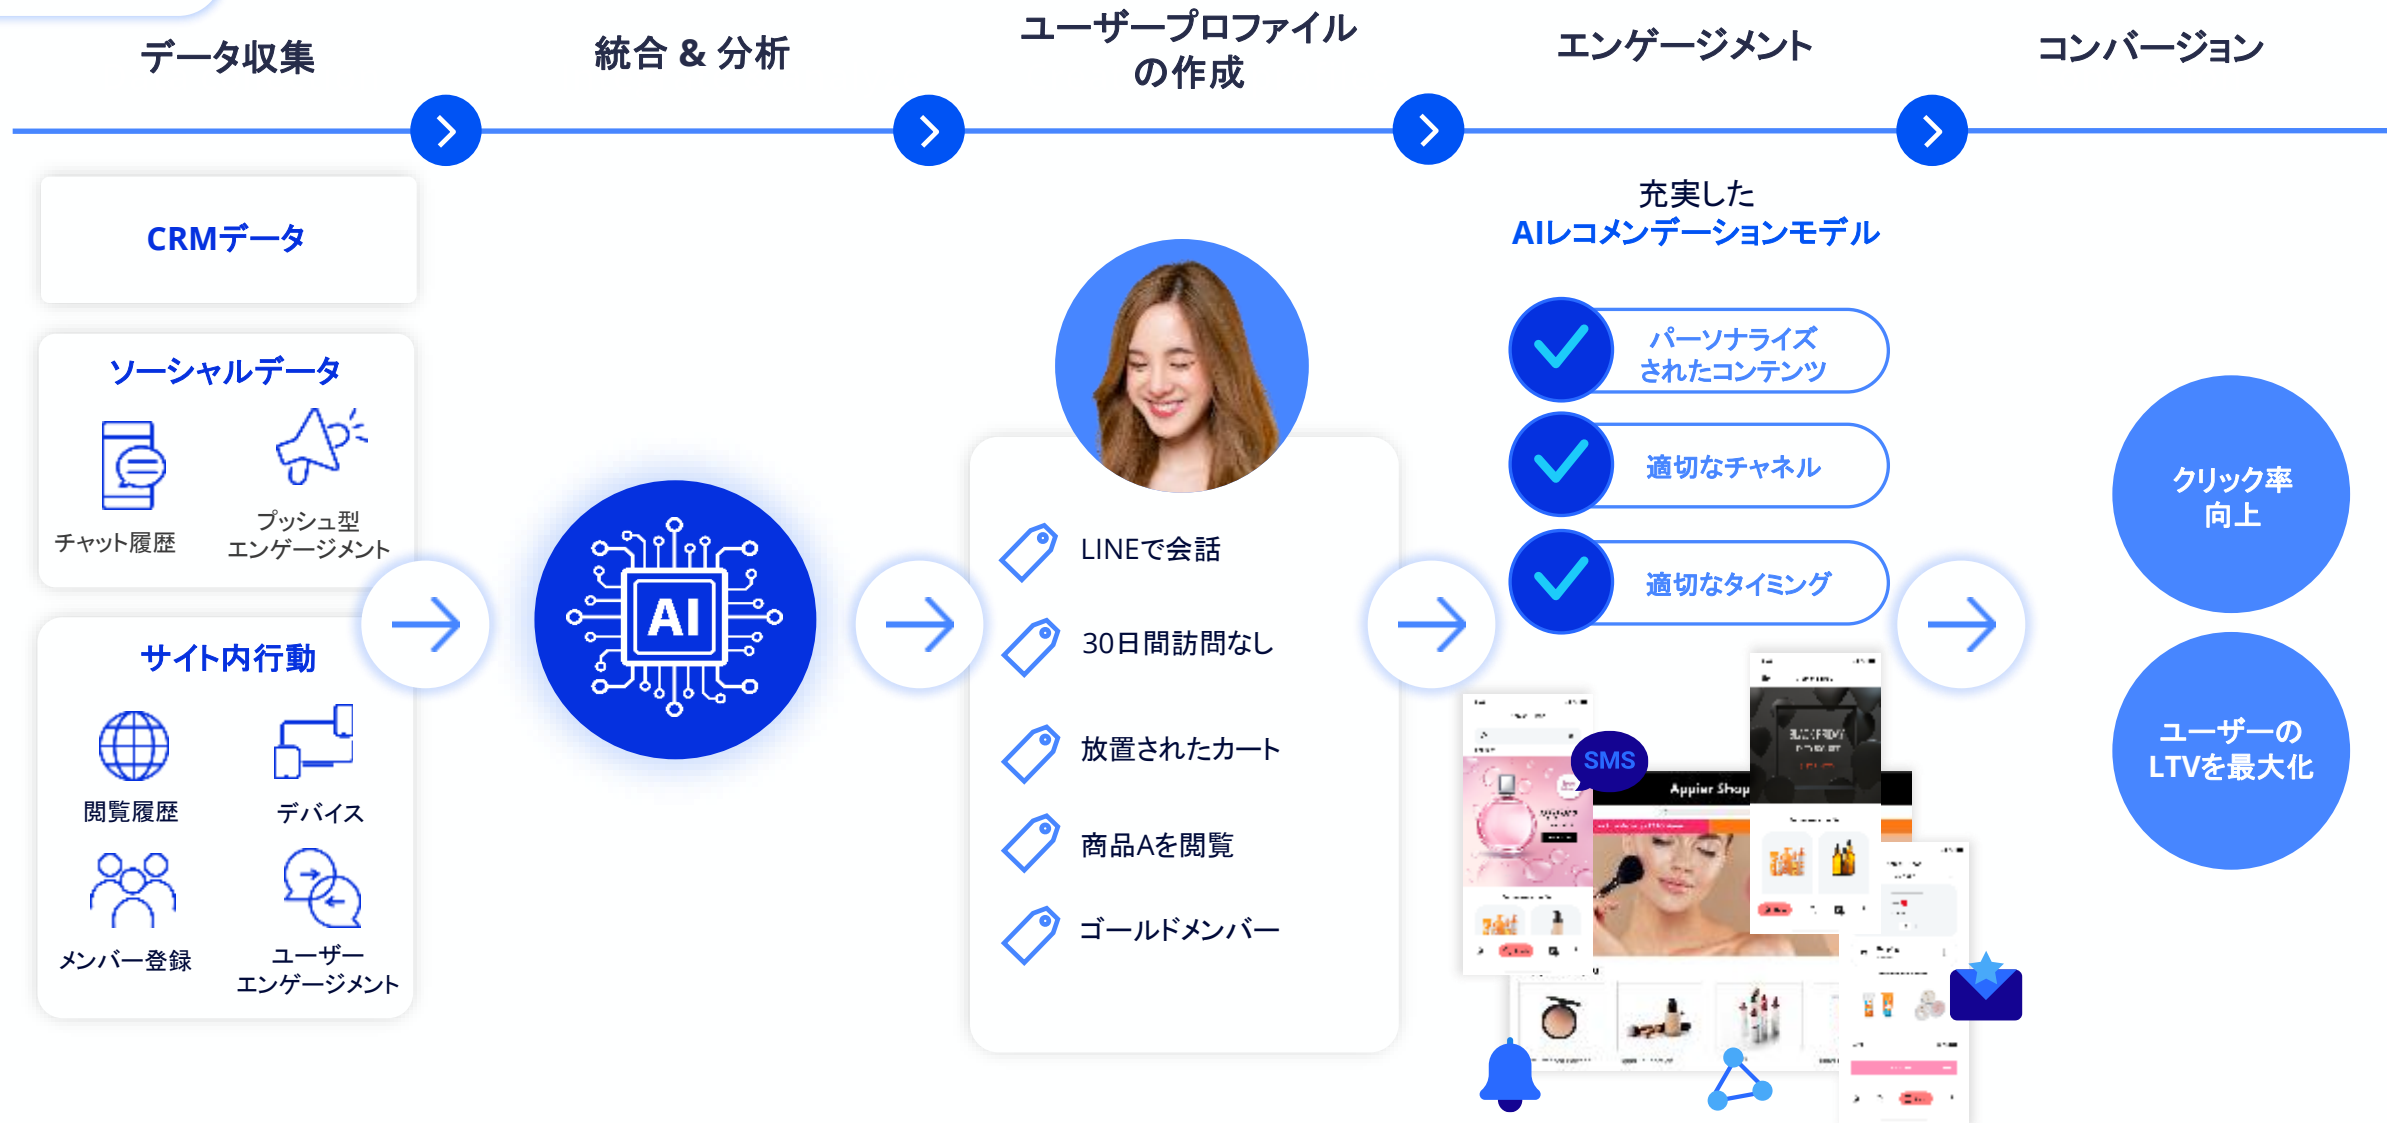 データ収集
統合 & 分析
ユーザープロファイル
の作成
エンゲージメント
コンバージョン
CRMデータ
ソーシャルデータ
チャット履歴
プッシュ型
エンゲージメント
サイト内行動
閲覧履歴
デバイス
メンバー登録
ユーザー
エンゲージメント
AI
LINEで会話
30日間訪問なし
放置されたカート
商品Aを閲覧
ゴールドメンバー
充実した
AIレコメンデーションモデル
パーソナライズ
されたコンテンツ
適切なチャネル
適切なタイミング
SMS
Appier Shop
BLACK FRIDAY
クリック率
向上
ユーザーの
LTVを最大化